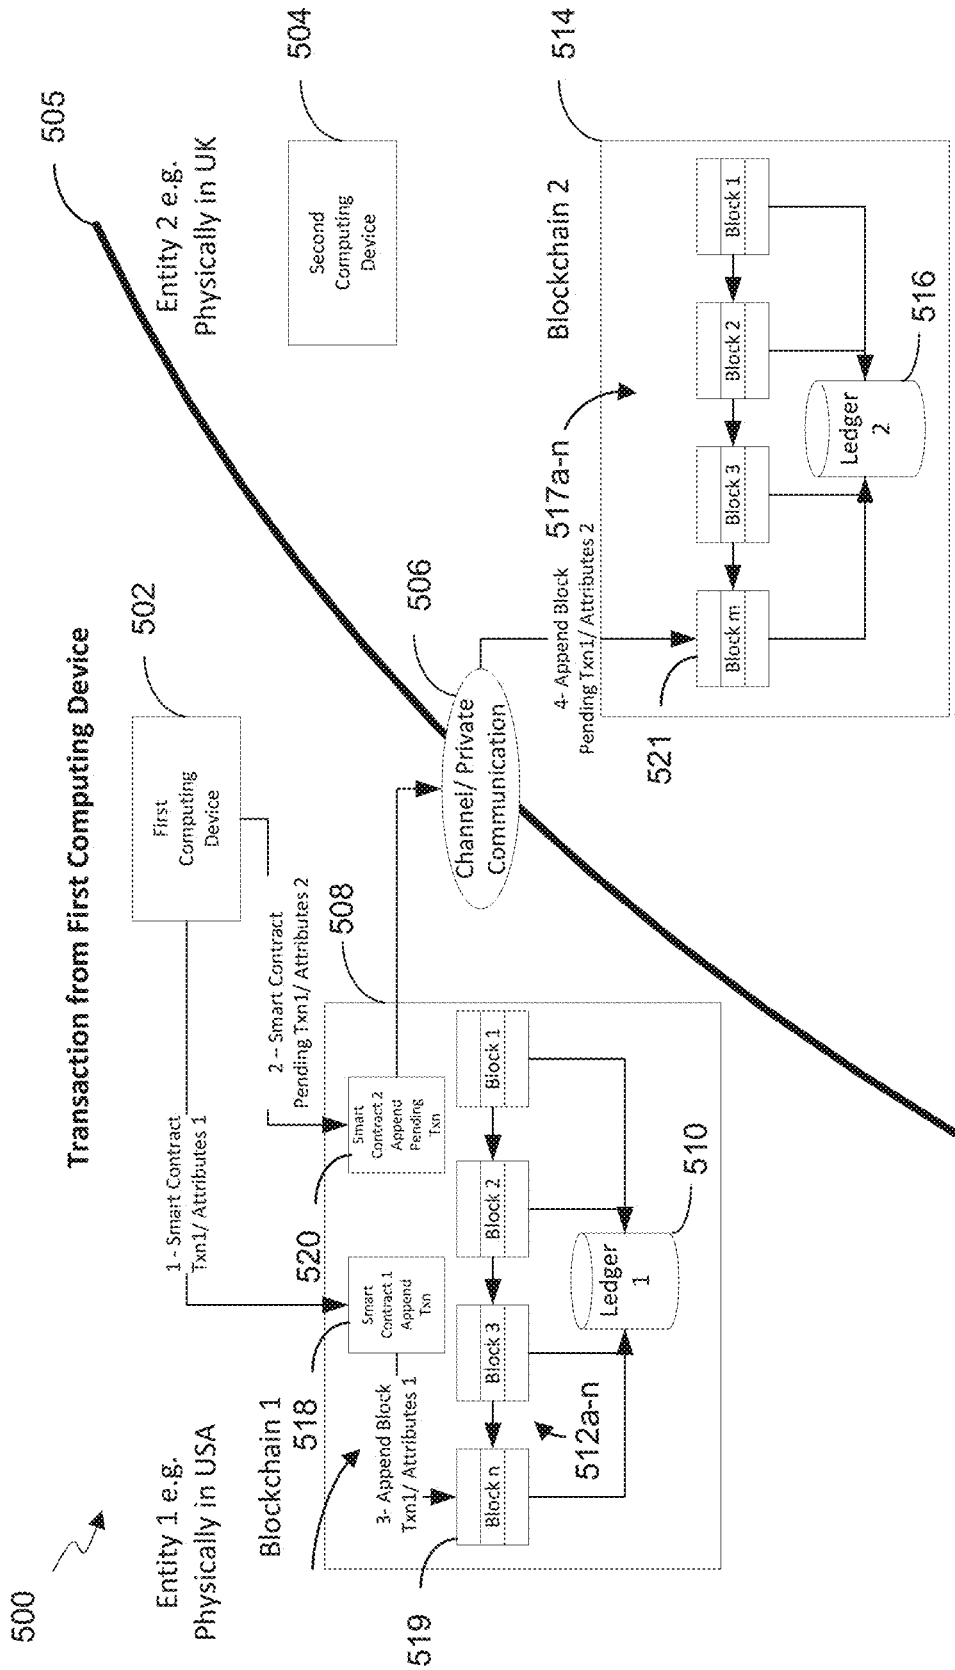 500
Transaction from First Computing Device
Entity 1 e.g.
Physically in USA
Entity 2 e.g.
Physically in UK
505
502
First
Computing
Device
504
Second
Computing
Device
1 - Smart Contract
Txn1/ Attributes 1
2 -- Smart Contract
Pending Txn1/ Attributes 2
Blockchain 1
508
518
Smart
Contract 1
Append
Txn
520
Smart
Contract 2
Append
Pending
Txn
3- Append Block
Txn1/ Attributes 1
519
Block n
Block 3
Block 2
Block 1
512a-n
Ledger
1
510
506
Channel/ Private
Communication
4- Append Block
Pending Txn1/ Attributes 2
517a-n
Blockchain 2
514
521
Block m
Block 3
Block 2
Block 1
Ledger
2
516